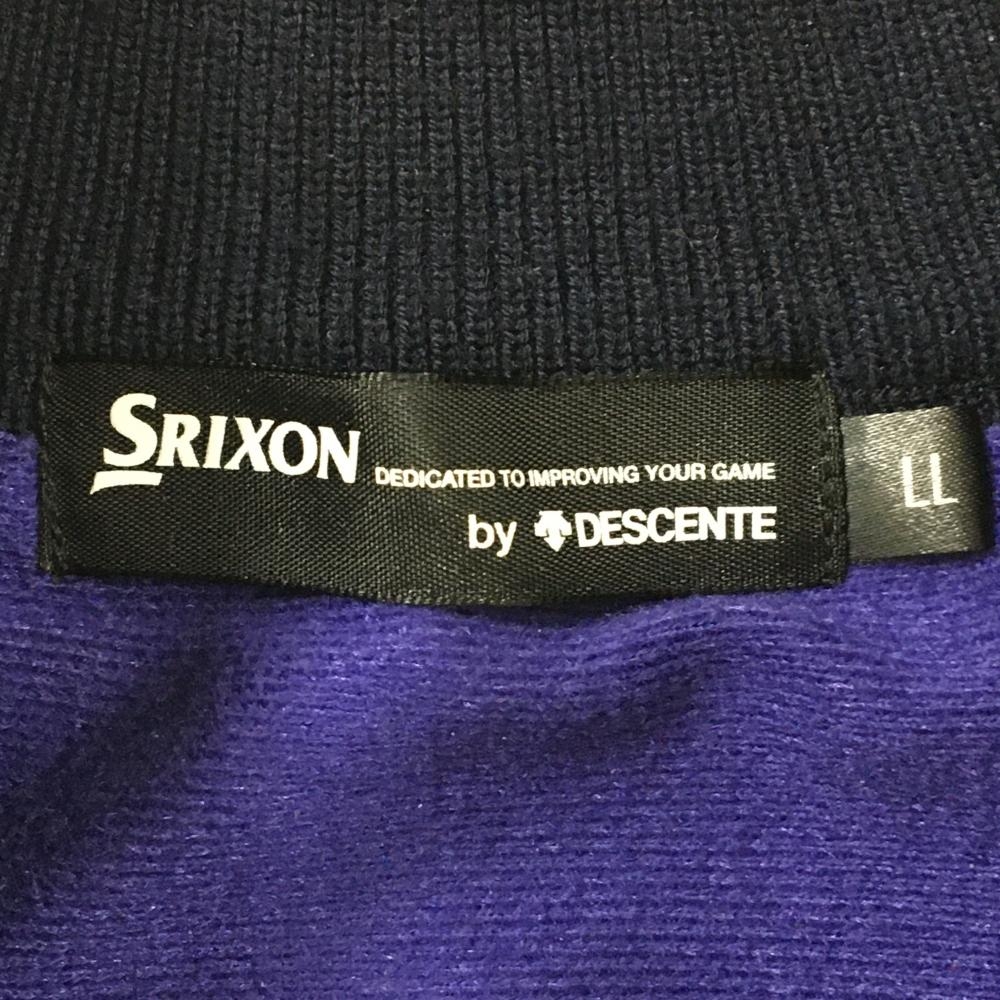 SRIXON DEDICATED TO IMPROVING YOUR GAME
by DESCENTE
LL